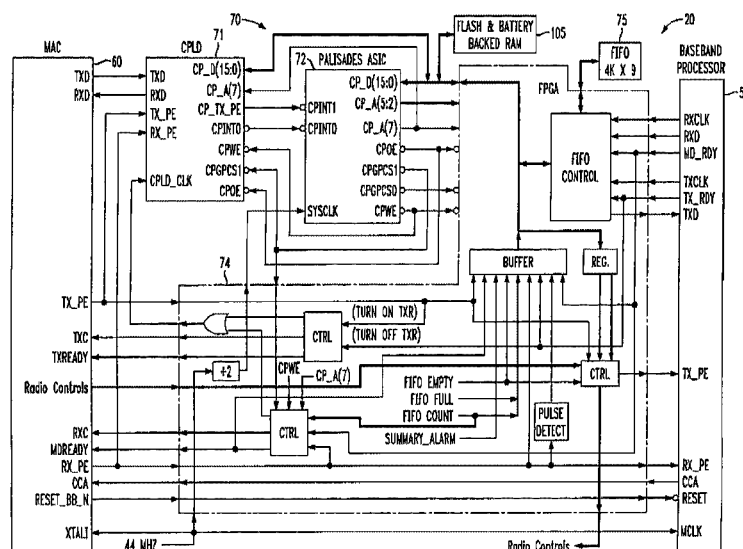 70
FLASH & BATTERY
BACKED RAM
105
75
20
MAC
60
CPLD
71
PALISADES ASIC
72
FIFO
4K X 9
BASEBAND
PROCESSOR
5
FPGA
TXD
RXD
TX_PE
RX_PE
TXD
RXD
TX_PE
RX_PE
CPLD_CLK
CP_D(15:0)
CP_A(7)
CP_TX_PE
CPINT0
CPWE
CPGPCS1
CPOE
CPINT1
CPINT0
SYSCLK
CP_D(15:0)
CP_A(5:2)
CP_A(7)
CPOE
CPGPCS1
CPGPCS0
CPWE
FIFO
CONTROL
RXCLK
RXD
MD_RDY
TXCLK
TX_RDY
TXD
74
BUFFER
REG.
TX_PE
TXC
TXREADY
Radio Controls
CTRL
(TURN ON TXR)
(TURN OFF TXR)
÷2
CPWE
CP_A(7)
CTRL
FIFO EMPTY
FIFO FULL
FIFO COUNT
SUMMARY_ALARM
CTRL
PULSE
DETECT
TX_PE
RXC
MDREADY
RX_PE
CCA
RESET_BB_N
XTALI
44 MHZ
RX_PE
CCA
RESET
MCLK
Radio Controls